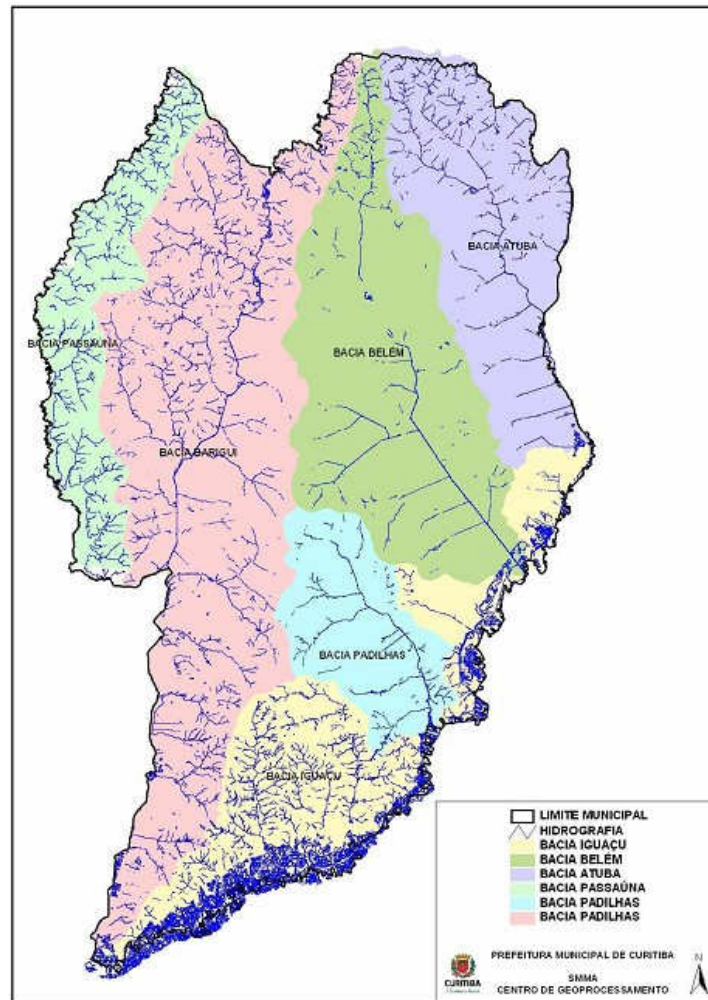 BACIA ATUBA
BACIA PASSAÚNA
BACIA BELÉM
BACIA BARIGUI
BACIA PADILHAS
BACIA IGUAÇU
LIMITE MUNICIPAL
HIDROGRAFIA
BACIA IGUAÇU
BACIA BELÉM
BACIA ATUBA
BACIA PASSAÚNA
BACIA PADILHAS
BACIA PADILHAS
PREFEITURA MUNICIPAL DE CURITIBA
SMMA
CENTRO DE GEOPROCESSAMENTO
CURITIBA
N